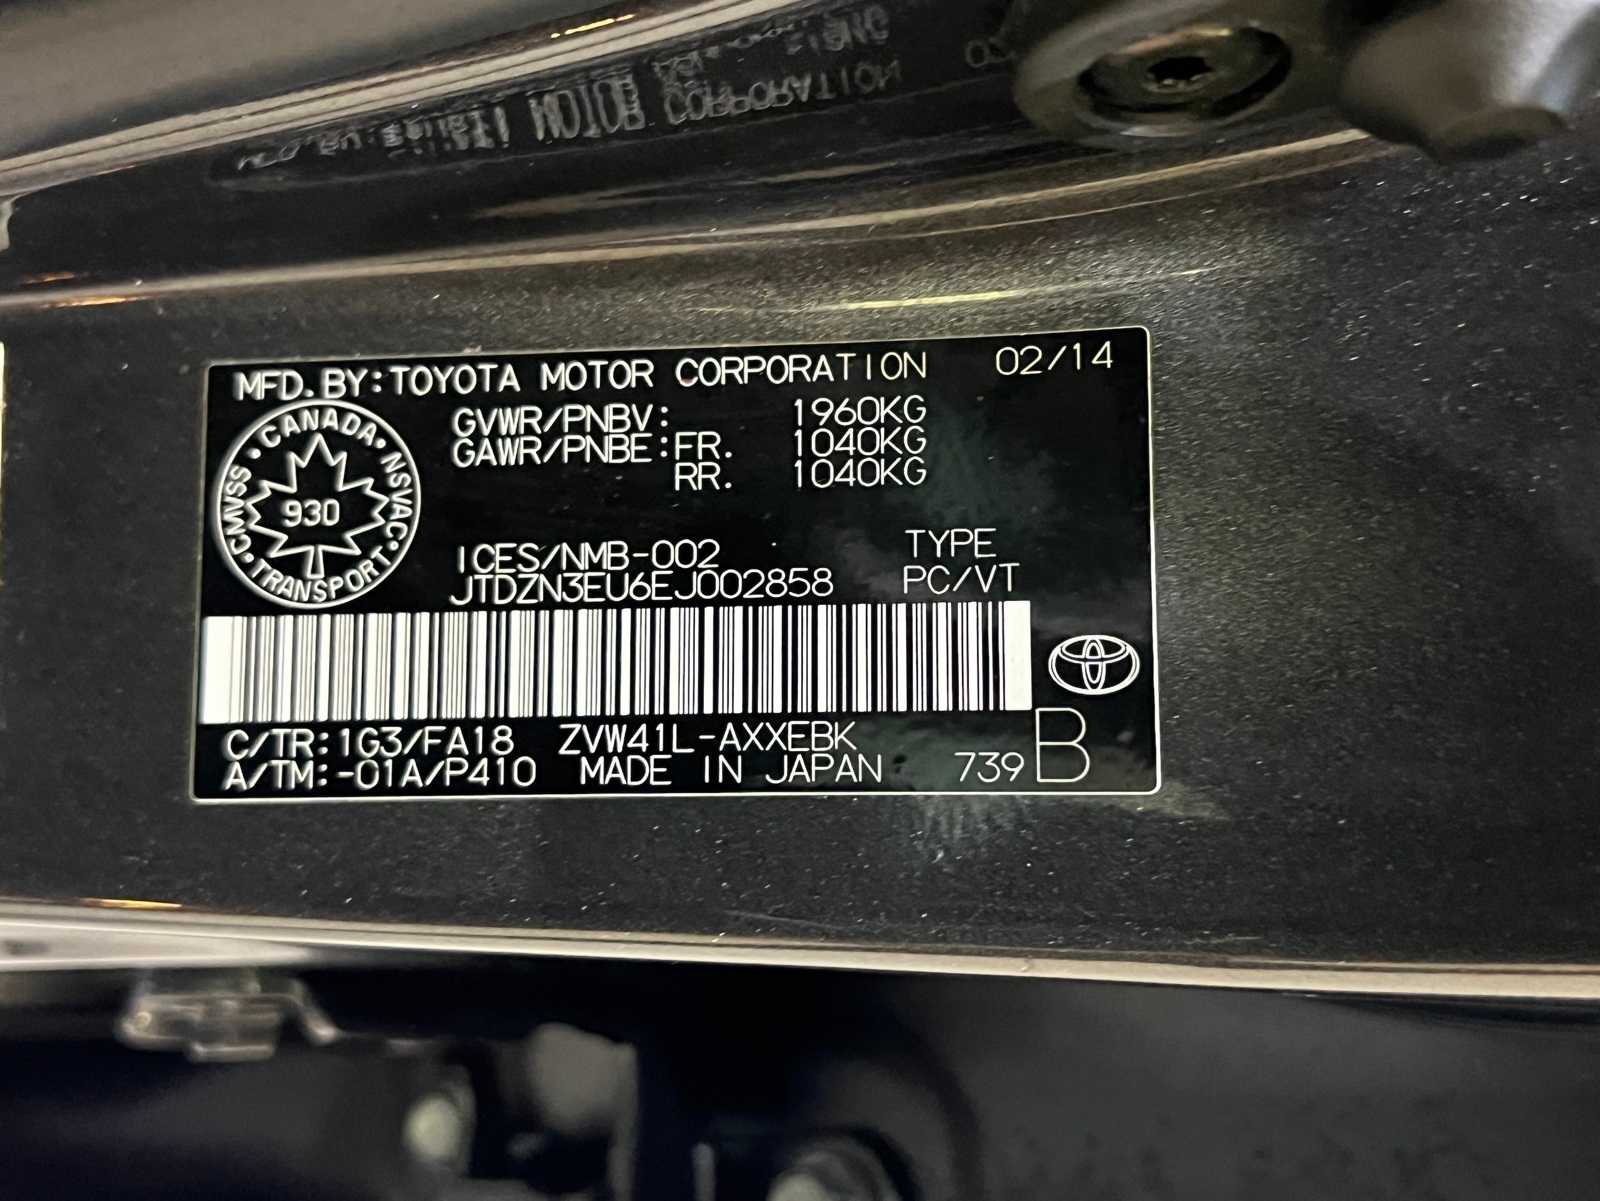 MFD.BY:TOYOTA MOTOR CORPORATION 02/14
GVWR/PNBV: 1960KG
GAWR/PNBE:FR. 1040KG
RR. 1040KG
CANADA
CMVSS 930 NSVAC
TRANSPORT
ICES/NMB-002 TYPE
JTDZN3EU6EJ002858 PC/VT
C/TR:1G3/FA18 ZVW41L-AXXEBK
A/TM:-01A/P410 MADE IN JAPAN 739 B